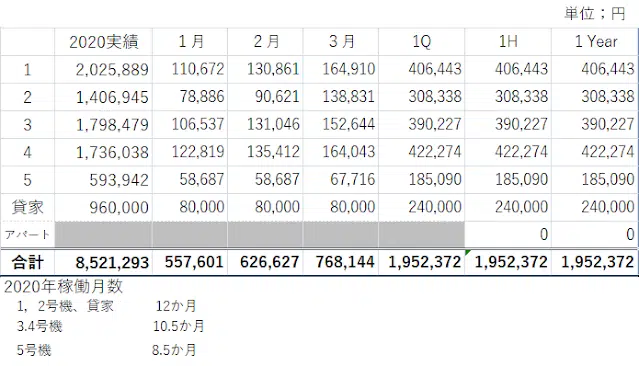 単位；円
2020実績 1月 2月 3月 1Q 1H 1 Year
1 2,025,889 110,672 130,861 164,910 406,443 406,443 406,443
2 1,406,945 78,886 90,621 138,831 308,338 308,338 308,338
3 1,798,479 106,537 131,046 152,644 390,227 390,227 390,227
4 1,736,038 122,819 135,412 164,043 422,274 422,274 422,274
5 593,942 58,687 58,687 67,716 185,090 185,090 185,090
貸家 960,000 80,000 80,000 80,000 240,000 240,000 240,000
アパート 0 0
合計 8,521,293 557,601 626,627 768,144 1,952,372 1,952,372 1,952,372
2020年稼働月数
1，2号機、貸家 12か月
3.4号機 10.5か月
5号機 8.5か月